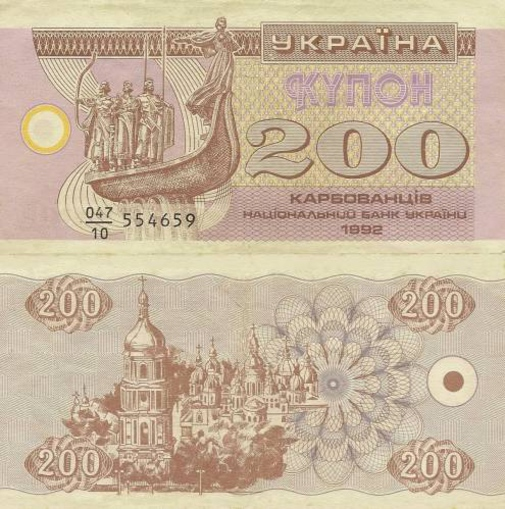 УКРАЇНА
КУПОН
200
КАРБОВАНЦІВ
НАЦІОНАЛЬНИЙ БАНК УКРАЇНИ
1992
047/10 554659
200 200
200 200